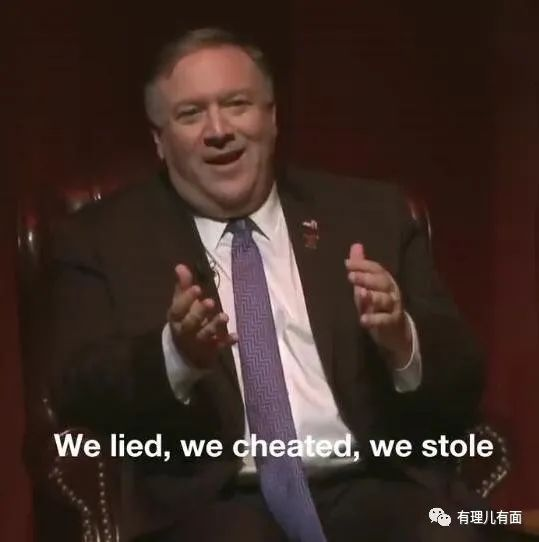 We lied, we cheated, we stole
有理儿有面